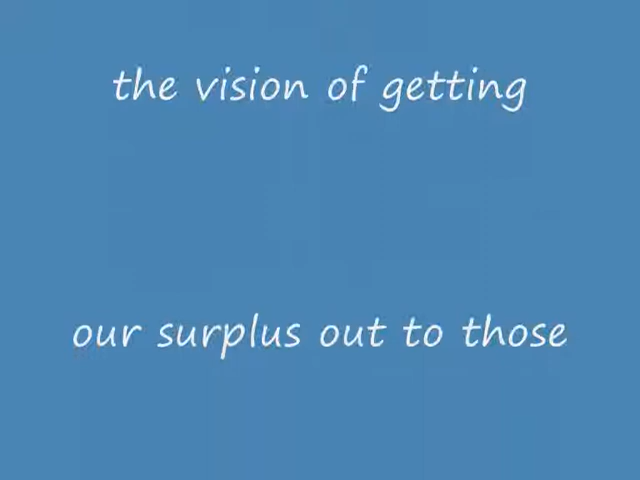 the vision of getting
our surplus out to those